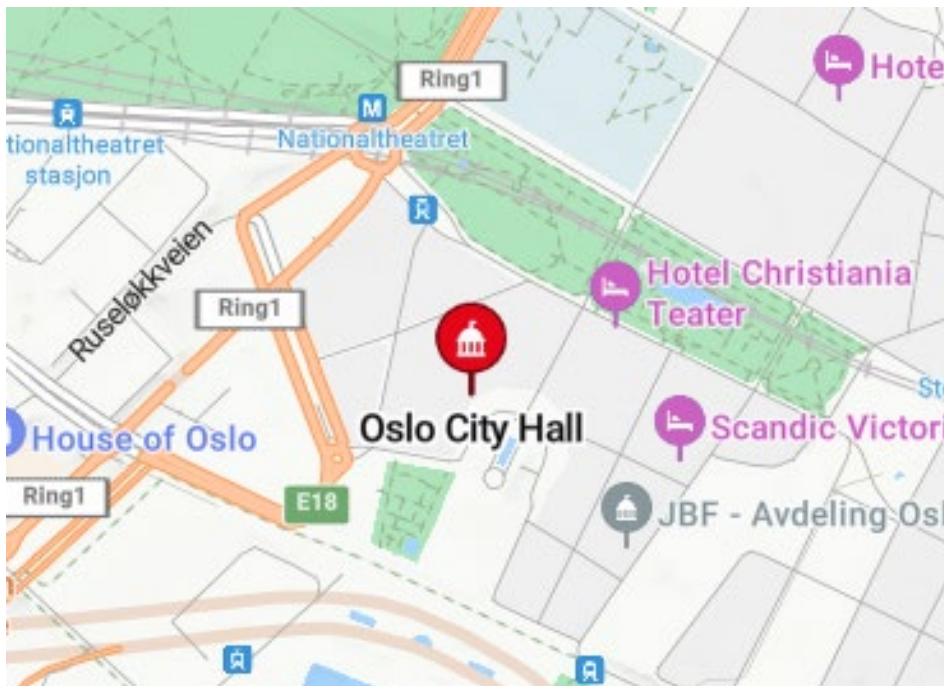 Ring1
Hote
M
Nationaltheatret
tionaltheatret
stasjon
Ruseløkkveien
Hotel Christiania
Teater
Ring1
Oslo City Hall
House of Oslo
Scandic Victori
Ring1
E18
JBF - Avdeling Osl